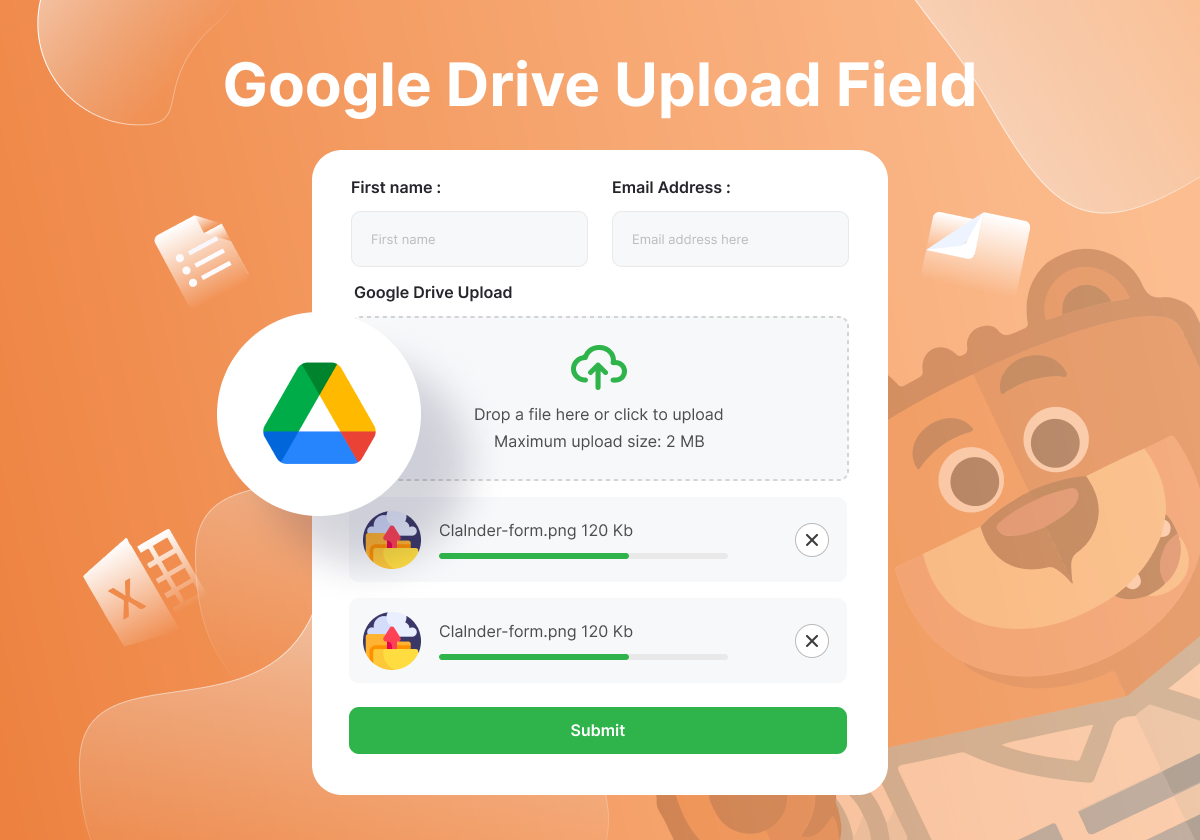 Google Drive Upload Field
First name :
Email Address :
First name
Email address here
Google Drive Upload
Drop a file here or click to upload
Maximum upload size: 2 MB
Clalnder-form.png 120 Kb
Clalnder-form.png 120 Kb
Submit
X